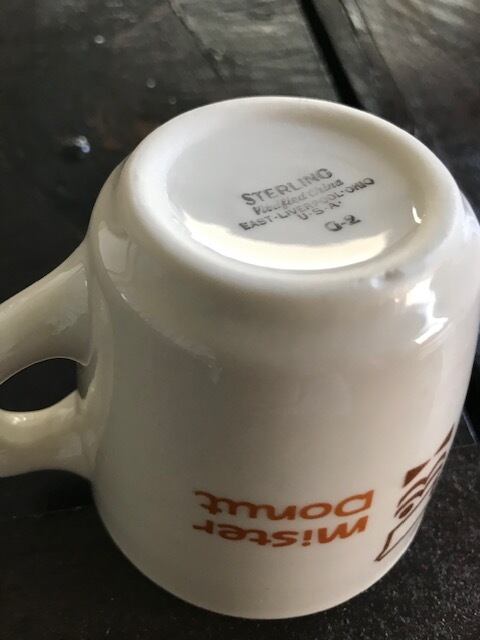 STERLING
Vitrified China
EAST-LIVERPOOL-OHIO
U-S-A-
O-2
mister
Donut